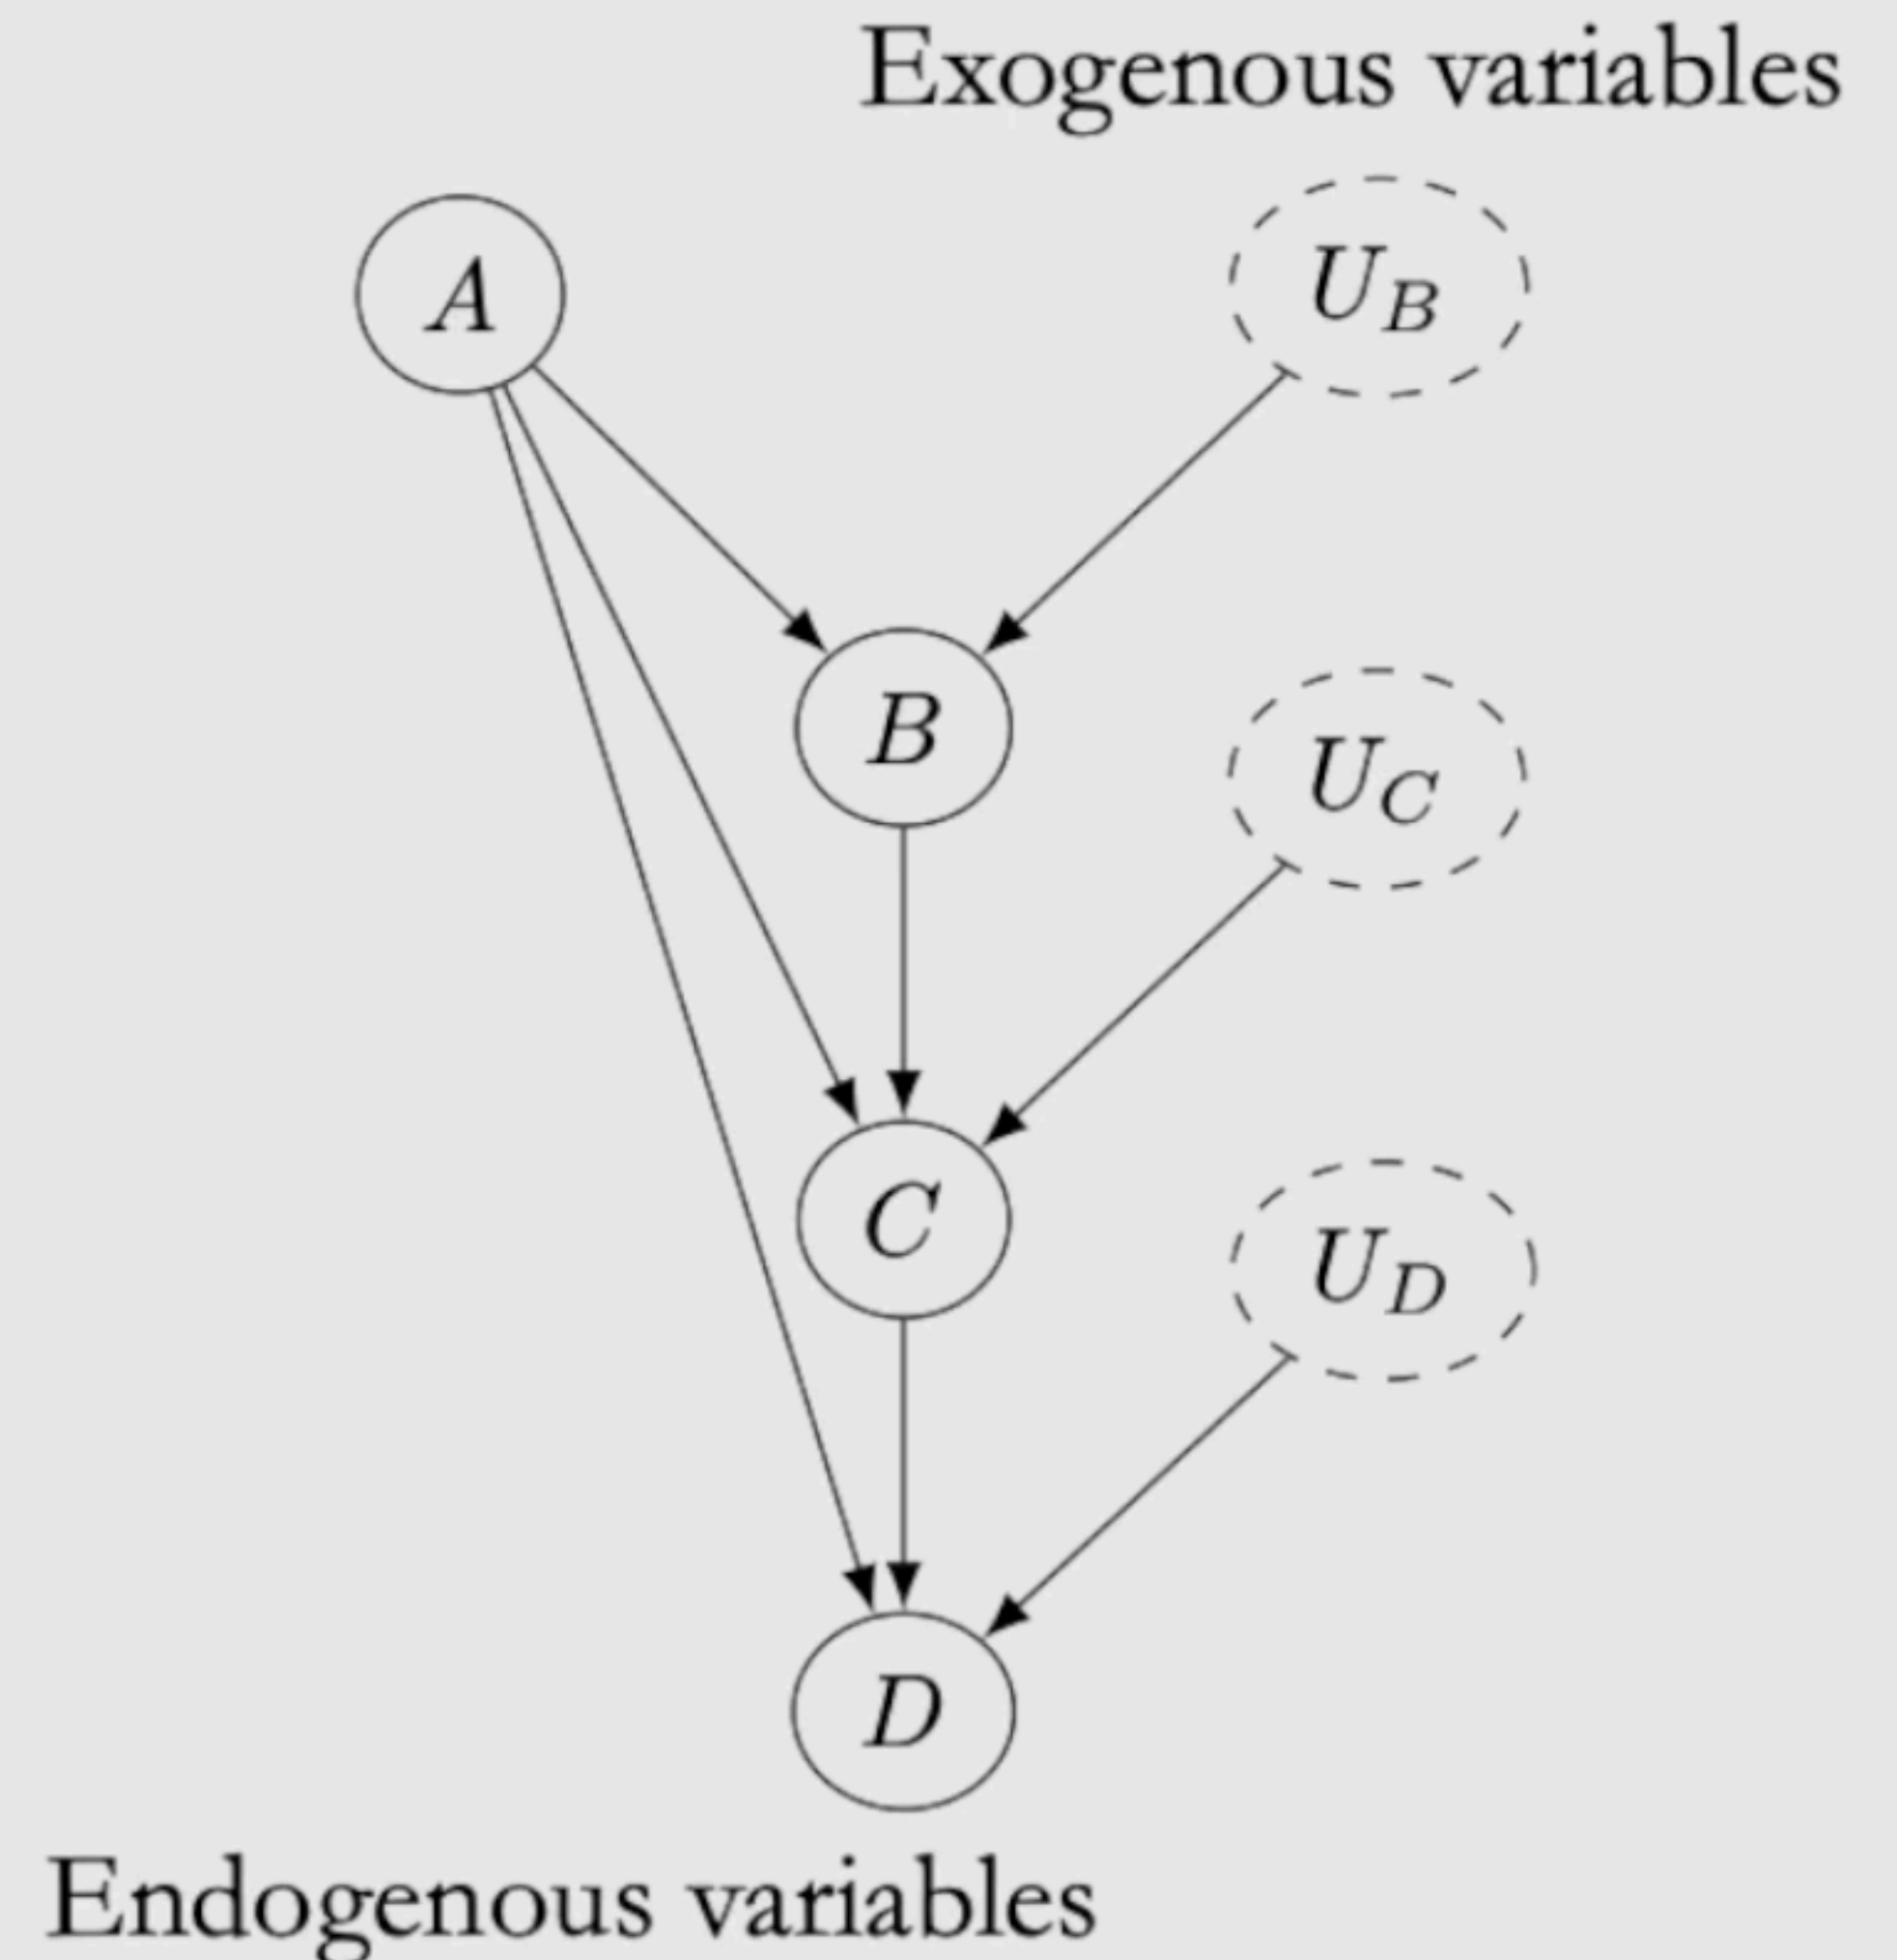 Exogenous variables
A
U_B
B
U_C
C
U_D
D
Endogenous variables